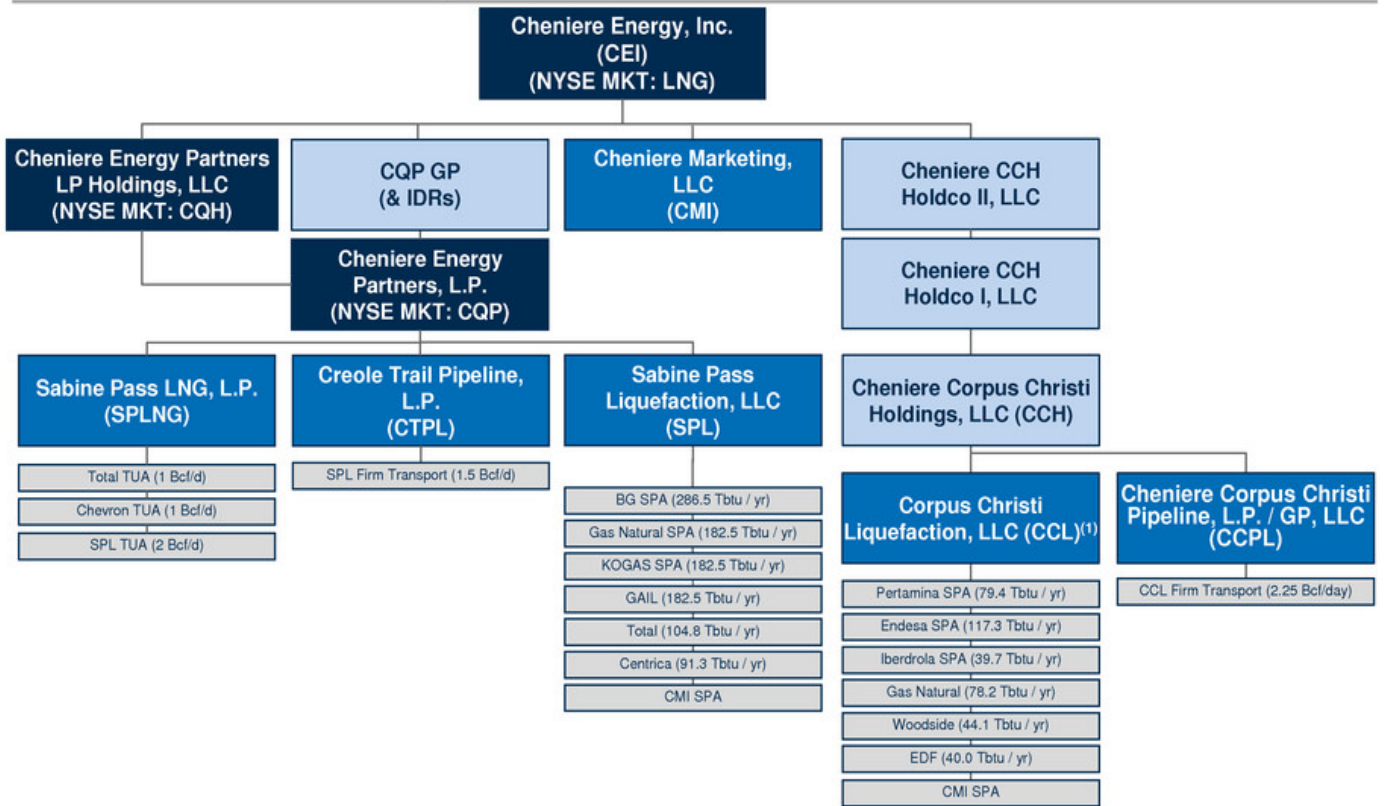 Cheniere Energy, Inc.
(CEI)
(NYSE MKT: LNG)
Cheniere Energy Partners
LP Holdings, LLC
(NYSE MKT: CQH)
CQP GP
(& IDRs)
Cheniere Marketing,
LLC
(CMI)
Cheniere CCH
Holdco II, LLC
Cheniere Energy
Partners, L.P.
(NYSE MKT: CQP)
Cheniere CCH
Holdco I, LLC
Sabine Pass LNG, L.P.
(SPLNG)
Creole Trail Pipeline,
L.P.
(CTPL)
Sabine Pass
Liquefaction, LLC
(SPL)
Cheniere Corpus Christi
Holdings, LLC (CCH)
Total TUA (1 Bcf/d)
Chevron TUA (1 Bcf/d)
SPL TUA (2 Bcf/d)
SPL Firm Transport (1.5 Bcf/d)
BG SPA (286.5 Tbtu / yr)
Gas Natural SPA (182.5 Tbtu / yr)
KOGAS SPA (182.5 Tbtu / yr)
GAIL (182.5 Tbtu / yr)
Total (104.8 Tbtu / yr)
Centrica (91.3 Tbtu / yr)
CMI SPA
Corpus Christi
Liquefaction, LLC (CCL)(1)
Cheniere Corpus Christi
Pipeline, L.P. / GP, LLC
(CCPL)
Pertamina SPA (79.4 Tbtu / yr)
Endesa SPA (117.3 Tbtu / yr)
Iberdrola SPA (39.7 Tbtu / yr)
Gas Natural (78.2 Tbtu / yr)
Woodside (44.1 Tbtu / yr)
EDF (40.0 Tbtu / yr)
CMI SPA
CCL Firm Transport (2.25 Bcf/day)